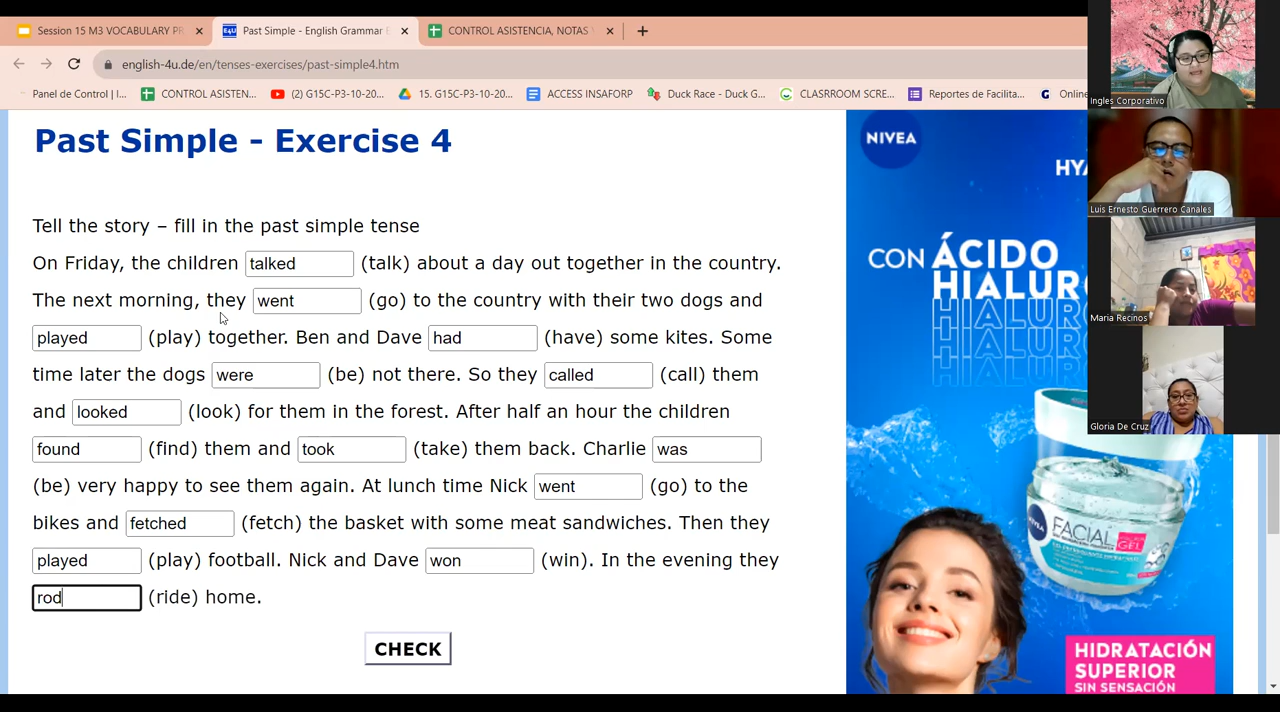 Session 15 M3 VOCABULARY PR
Past Simple - English Grammar E
CONTROL ASISTENCIA, NOTAS Y
english-4u.de/en/tenses-exercises/past-simple4.htm
Panel de Control | I...
CONTROL ASISTEN...
(2) G15C-P3-10-20...
15. G15C-P3-10-20...
ACCESS INSAFORP
Duck Race - Duck G...
CLASRROOM SCRE...
Reportes de Facilita...
Online
Past Simple - Exercise 4
Tell the story – fill in the past simple tense
On Friday, the children talked (talk) about a day out together in the country.
The next morning, they went (go) to the country with their two dogs and
played (play) together. Ben and Dave had (have) some kites. Some
time later the dogs were (be) not there. So they called (call) them
and looked (look) for them in the forest. After half an hour the children
found (find) them and took (take) them back. Charlie was
(be) very happy to see them again. At lunch time Nick went (go) to the
bikes and fetched (fetch) the basket with some meat sandwiches. Then they
played (play) football. Nick and Dave won (win). In the evening they
rod (ride) home.
CHECK
NIVEA
HYA
CON ÁCIDO
HIALUR
HIALUR
HIALUR
HIALUR
NIVEA
FACIAL
GEL
HIDRATACIÓN
SUPERIOR
SIN SENSACIÓN
Ingles Corporativo
Luis Ernesto Guerrero Canales
Maria Recinos
Gloria De Cruz